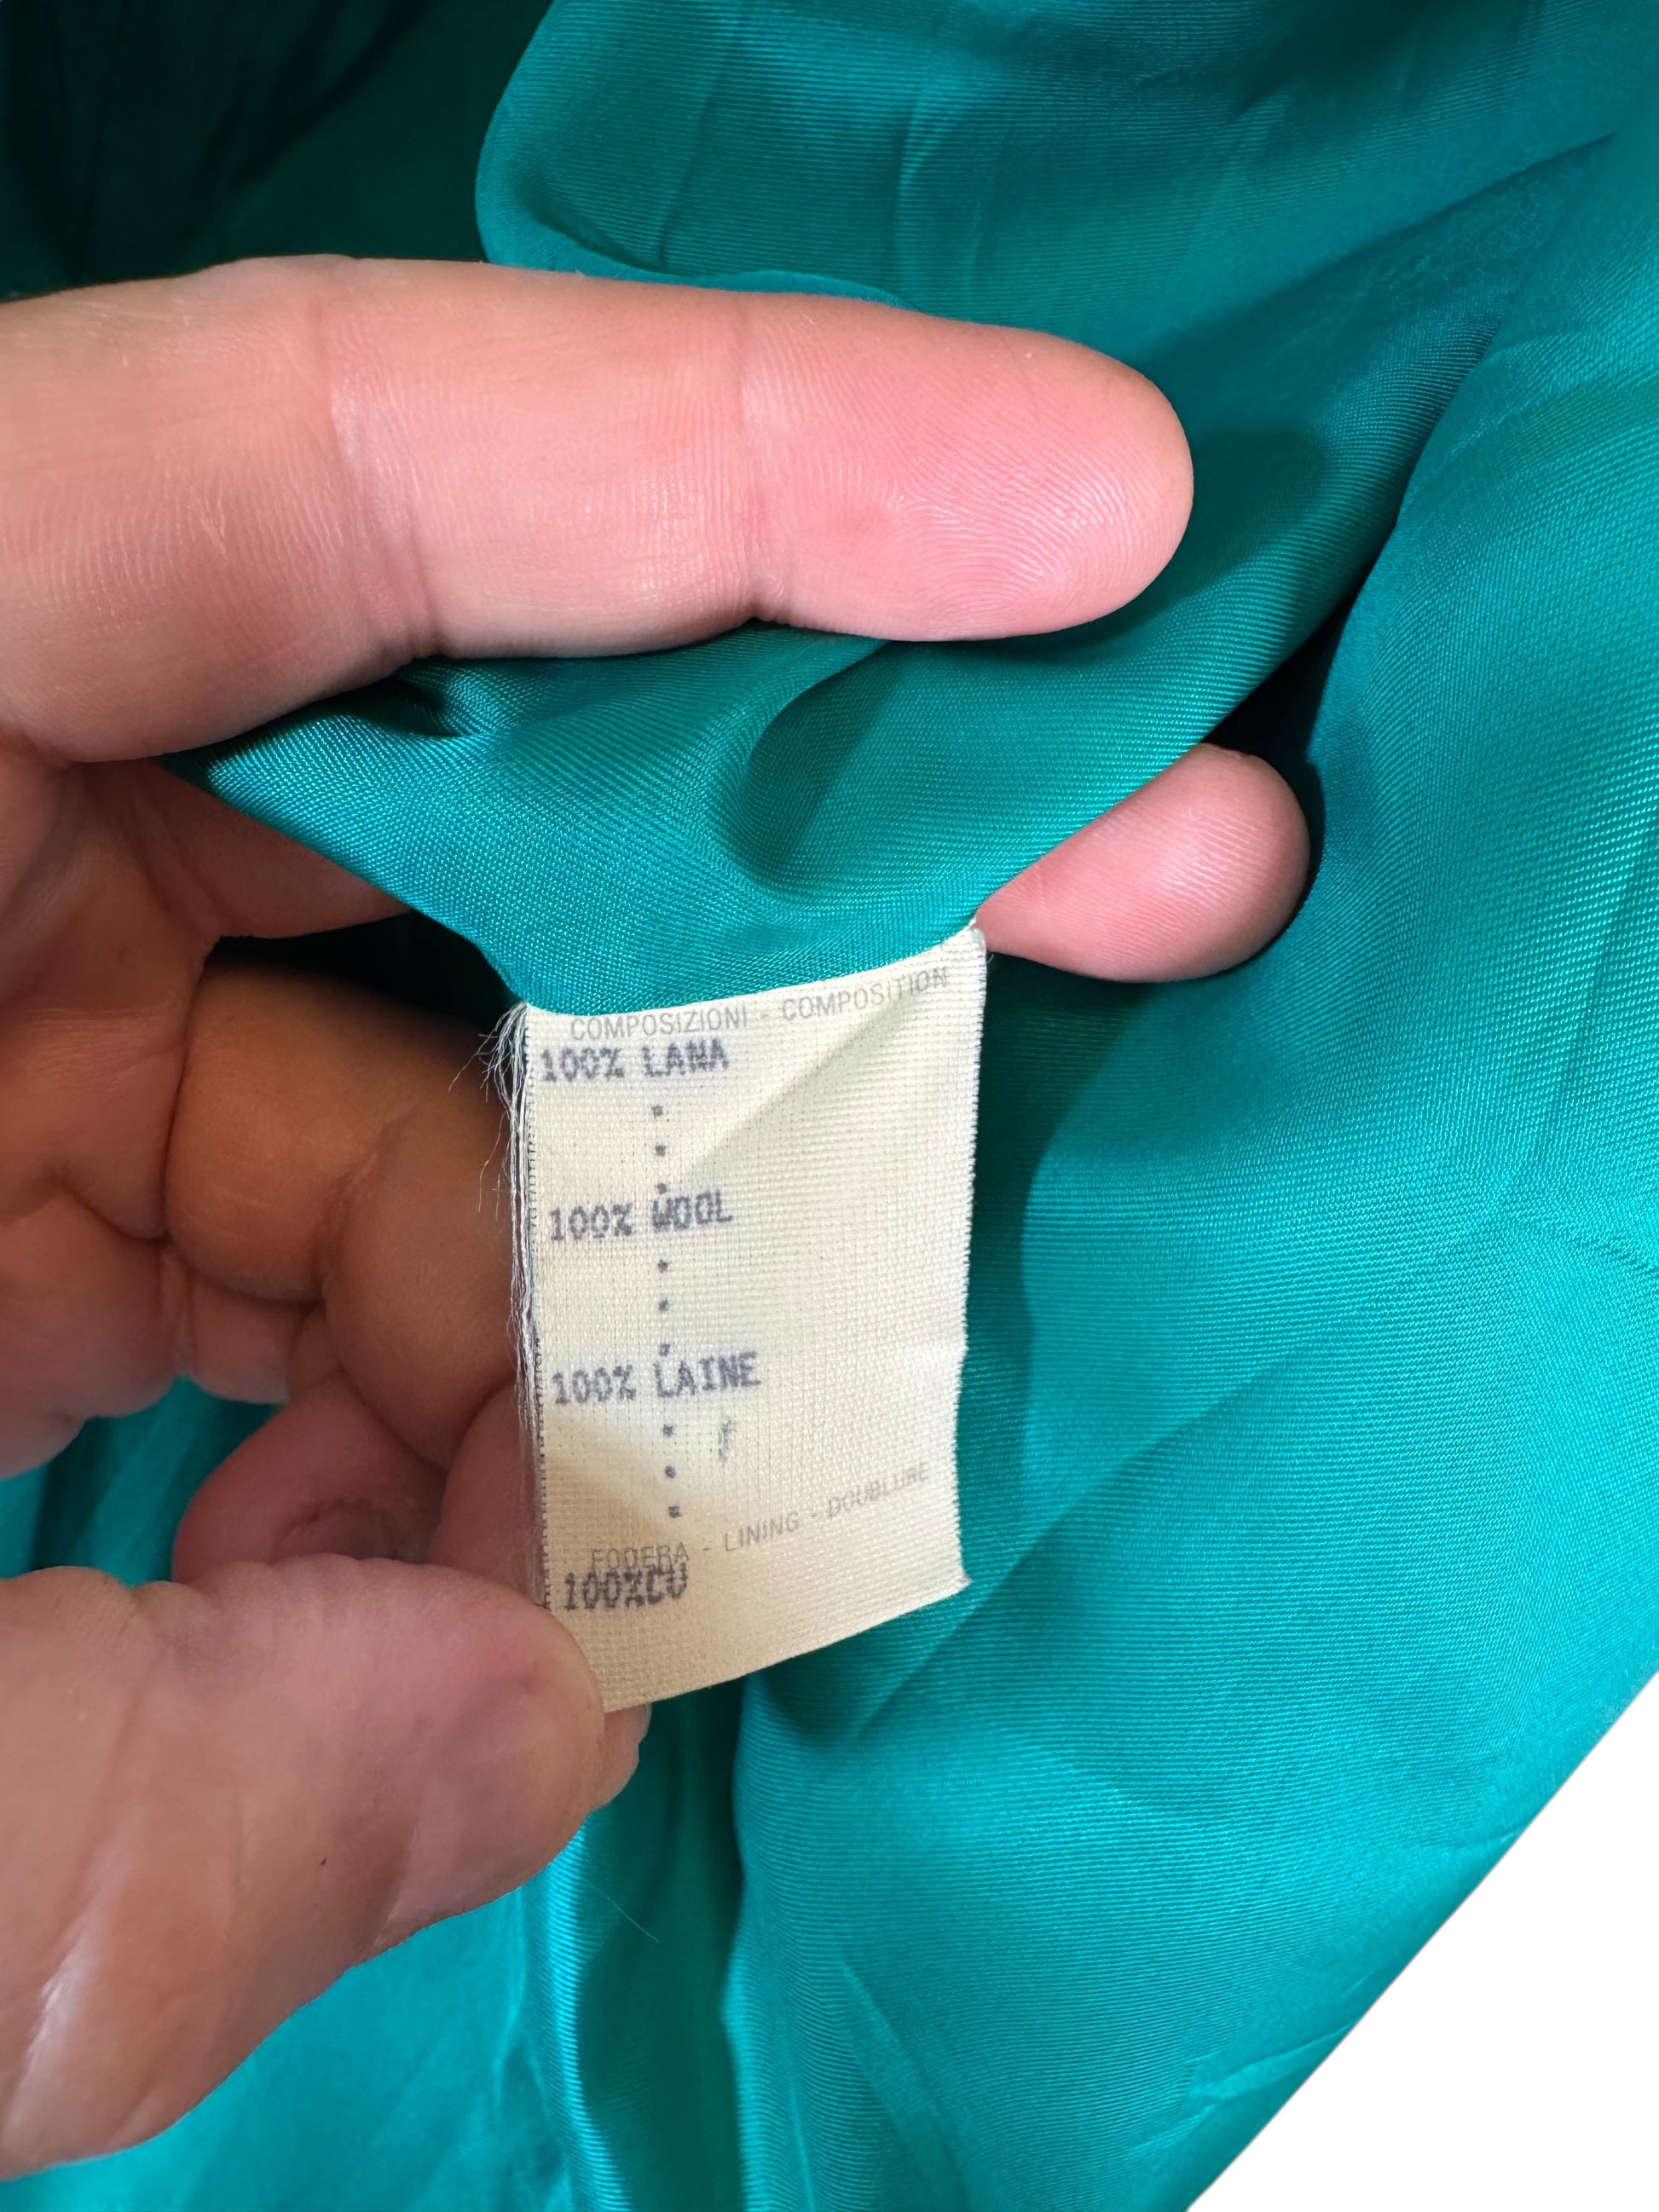 COMPOSIZIONI - COMPOSITION
100% LANA
100% WOOL
100% LAINE
FODERA - LINING - DOUBLURE
100%CU